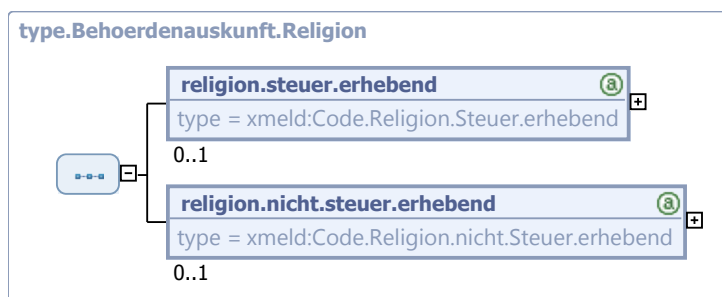 type.Behoerdenauskunft.Religion
religion.steuer.erhebend
type = xmeld:Code.Religion.Steuer.erhebend
0..1
religion.nicht.steuer.erhebend
type = xmeld:Code.Religion.nicht.Steuer.erhebend
0..1